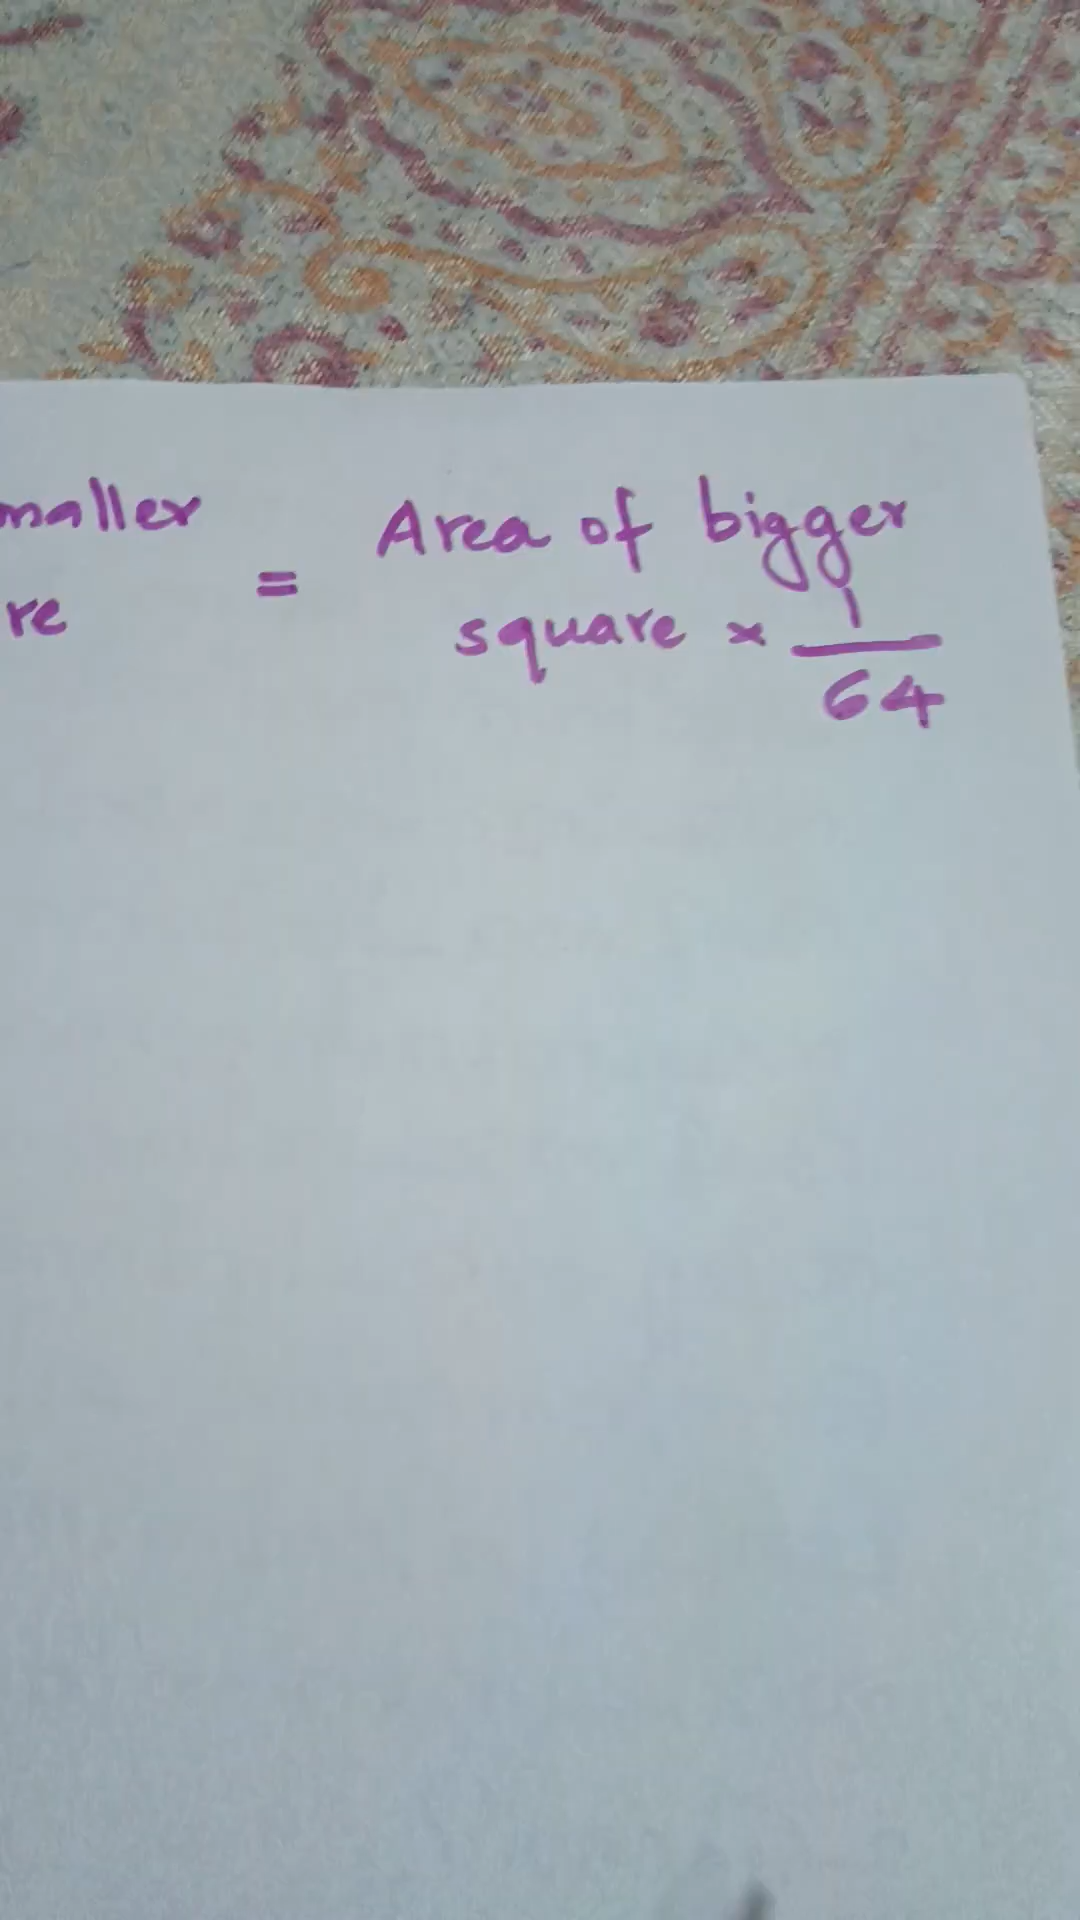 maller
re
=
Area of bigger
square × 1/64